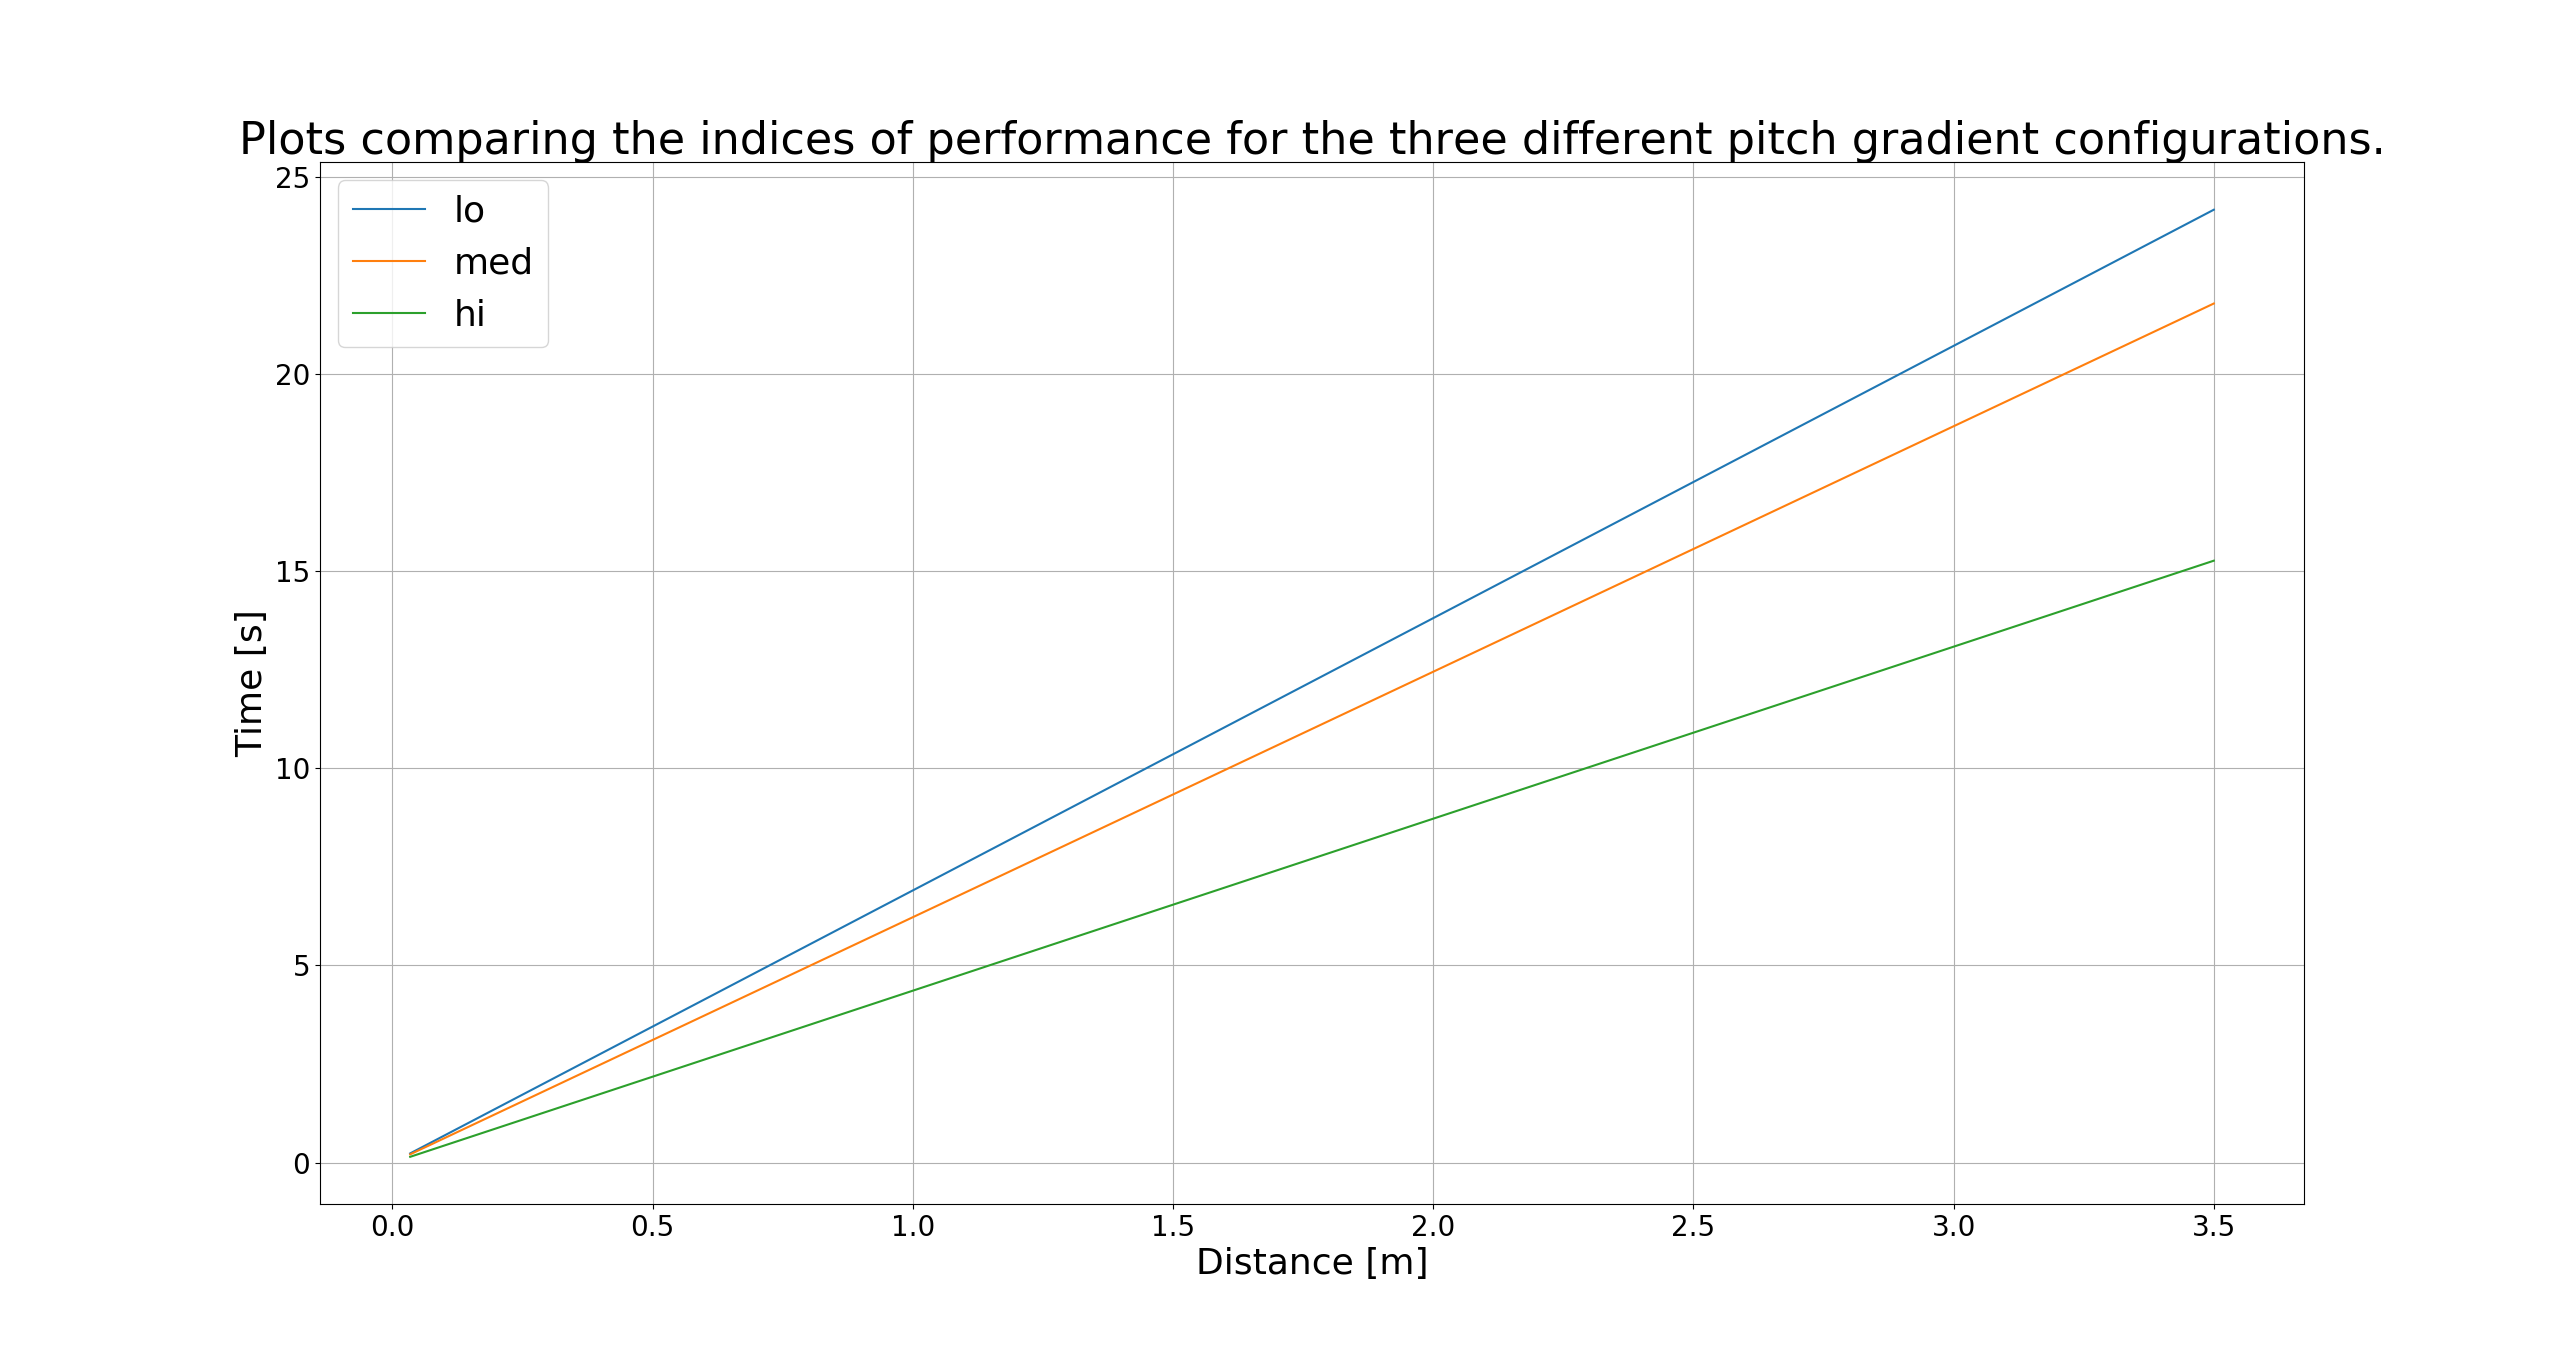 Plots comparing the indices of performance for the three different pitch gradient configurations.
25
20
15
10
5
0
Time [s]
lo
med
hi
0.0 0.5 1.0 1.5 2.0 2.5 3.0 3.5
Distance [m]